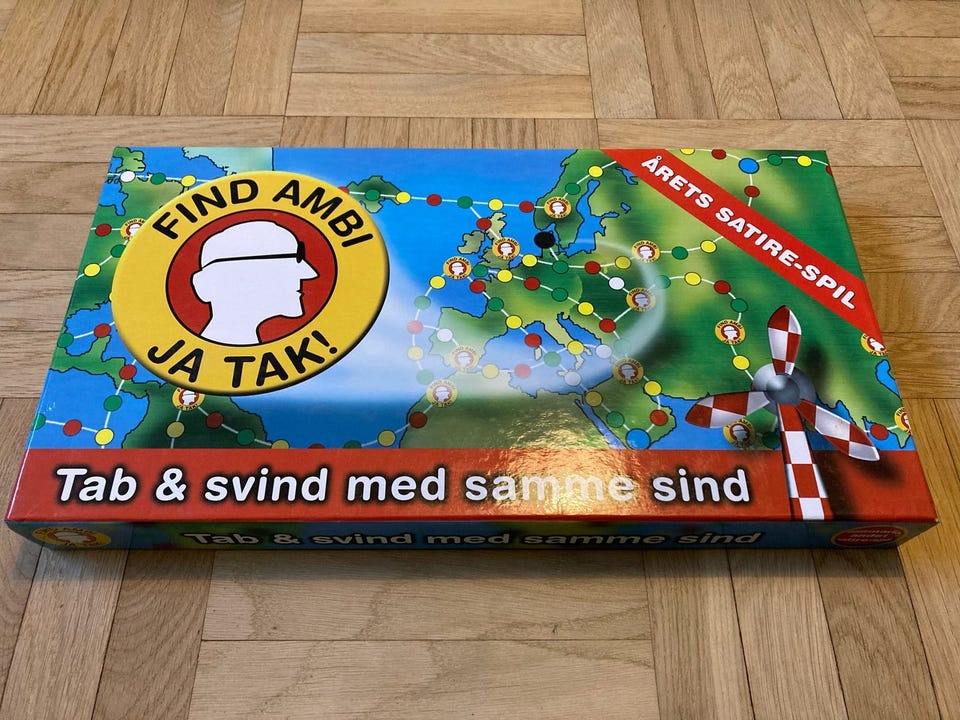 FIND AMBI
JA TAK!
ÅRETS SATIRE-SPIL
Tab & svind med samme sind
Tab & svind med samme sind